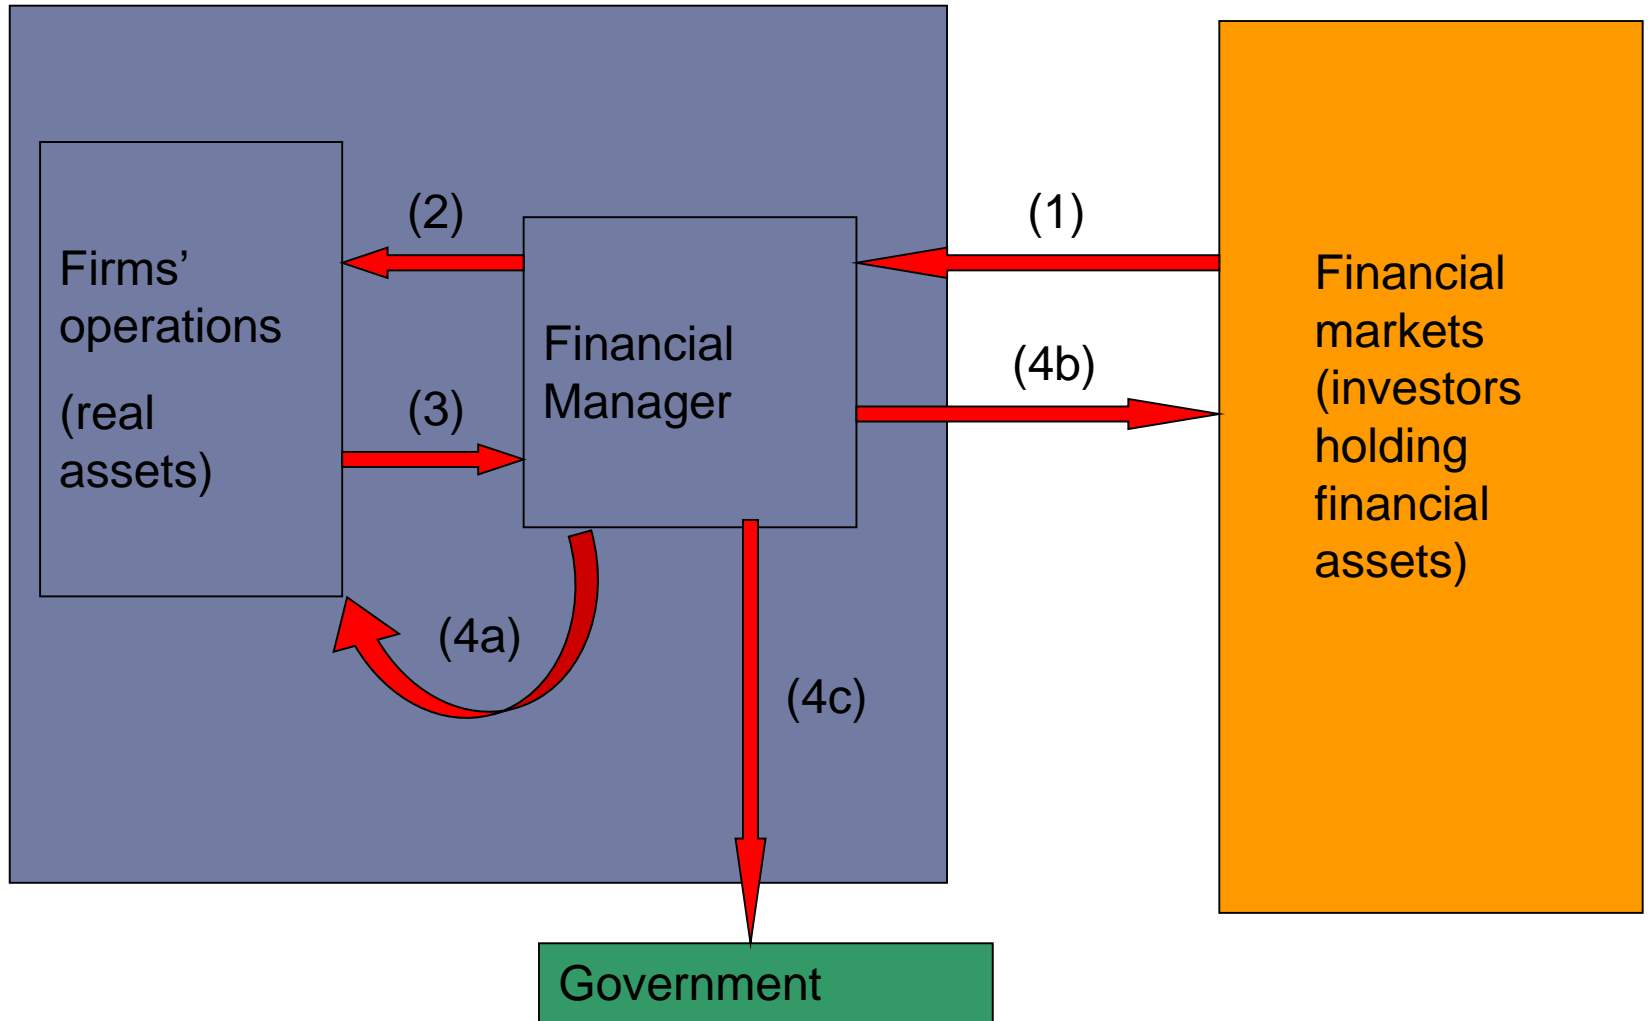 (2)
(1)
Firms’
operations
(real
assets)
(3)
Financial
Manager
(4b)
Financial
markets
(investors
holding
financial
assets)
(4a)
(4c)
Government